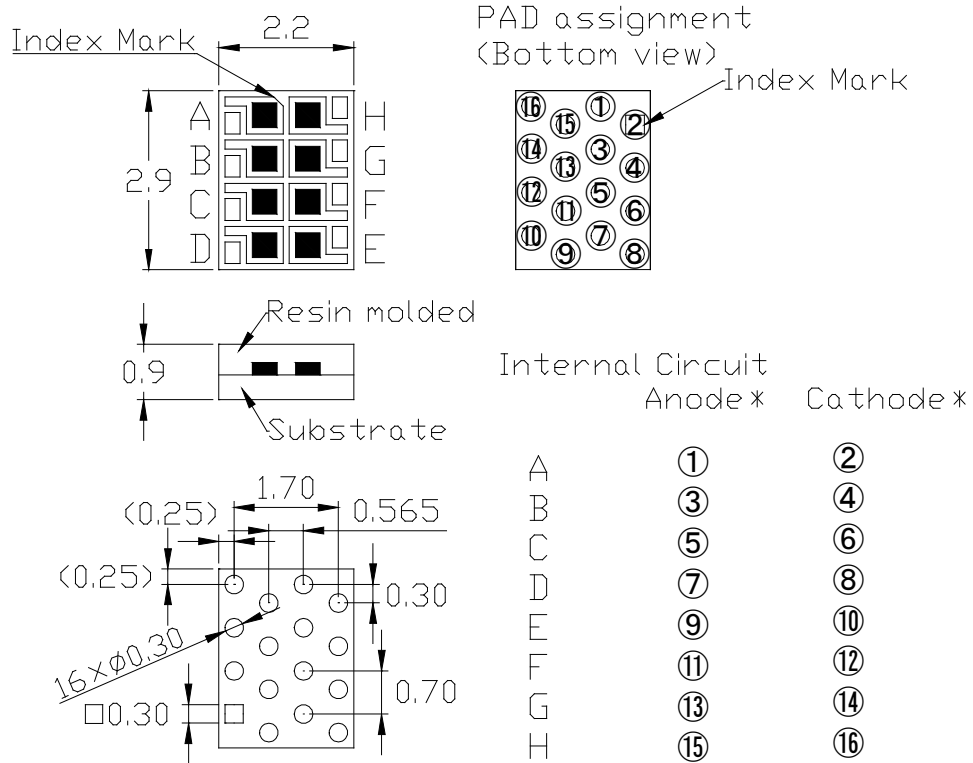 Index Mark
2.2
2.9
A
B
C
D
H
G
F
E
PAD assignment
(Bottom view)
Index Mark
⑯ ① 
⑮ ②
⑭ ③
⑬ ④
⑫ ⑤
⑪ ⑥
⑩ ⑦
⑨ ⑧
Resin molded
0.9
Substrate
Internal Circuit
Anode* Cathode*
A ① ②
B ③ ④
C ⑤ ⑥
D ⑦ ⑧
E ⑨ ⑩
F ⑪ ⑫
G ⑬ ⑭
H ⑮ ⑯
1.70
(0.25)
0.565
(0.25)
0.30
16×ø0.30
0.70
□0.30